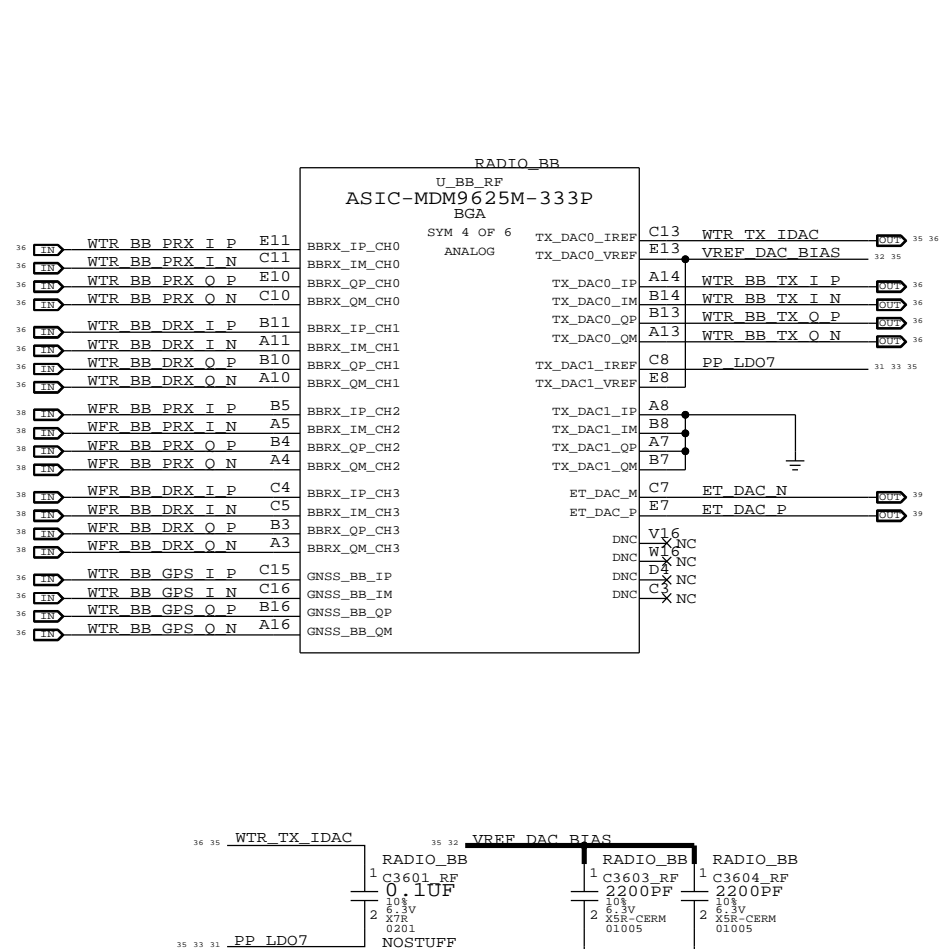 RADIO_BB
U_BB_RF
ASIC-MDM9625M-333P
BGA
SYM 4 OF 6
ANALOG
36 IN WTR_BB_PRX_I_P E11 BBRX_IP_CH0
36 IN WTR_BB_PRX_I_N C11 BBRX_IM_CH0
36 IN WTR_BB_PRX_Q_P E10 BBRX_QP_CH0
36 IN WTR_BB_PRX_Q_N C10 BBRX_QM_CH0
36 IN WTR_BB_DRX_I_P B11 BBRX_IP_CH1
36 IN WTR_BB_DRX_I_N A11 BBRX_IM_CH1
36 IN WTR_BB_DRX_Q_P B10 BBRX_QP_CH1
36 IN WTR_BB_DRX_Q_N A10 BBRX_QM_CH1
38 IN WFR_BB_PRX_I_P B5 BBRX_IP_CH2
38 IN WFR_BB_PRX_I_N A5 BBRX_IM_CH2
38 IN WFR_BB_PRX_Q_P B4 BBRX_QP_CH2
38 IN WFR_BB_PRX_Q_N A4 BBRX_QM_CH2
38 IN WFR_BB_DRX_I_P C4 BBRX_IP_CH3
38 IN WFR_BB_DRX_I_N C5 BBRX_IM_CH3
38 IN WFR_BB_DRX_Q_P B3 BBRX_QP_CH3
38 IN WFR_BB_DRX_Q_N A3 BBRX_QM_CH3
36 IN WTR_BB_GPS_I_P C15 GNSS_BB_IP
36 IN WTR_BB_GPS_I_N C16 GNSS_BB_IM
36 IN WTR_BB_GPS_Q_P B16 GNSS_BB_QP
36 IN WTR_BB_GPS_Q_N A16 GNSS_BB_QM
TX_DAC0_IREF C13 WTR_TX_IDAC OUT 35 36
TX_DAC0_VREF E13 VREF_DAC_BIAS 32 35
TX_DAC0_IP A14 WTR_BB_TX_I_P OUT 36
TX_DAC0_IM B14 WTR_BB_TX_I_N OUT 36
TX_DAC0_QP B13 WTR_BB_TX_Q_P OUT 36
TX_DAC0_QM A13 WTR_BB_TX_Q_N OUT 36
TX_DAC1_IREF C8 PP_LDO7 31 33 35
TX_DAC1_VREF E8
TX_DAC1_IP A8
TX_DAC1_IM B8
TX_DAC1_QP A7
TX_DAC1_QM B7
ET_DAC_M C7 ET_DAC_N OUT 39
ET_DAC_P E7 ET_DAC_P OUT 39
DNC V16 NC
DNC W16 NC
DNC D4 NC
DNC C3 NC
36 35 WTR_TX_IDAC
RADIO_BB
1 C3601_RF
0.1UF
10%
6.3V
2 X7R
0201
NOSTUFF
35 33 31 PP_LDO7
35 32 VREF_DAC_BIAS
RADIO_BB
1 C3603_RF
2200PF
10%
6.3V
2 X5R-CERM
01005
RADIO_BB
1 C3604_RF
2200PF
10%
6.3V
2 X5R-CERM
01005